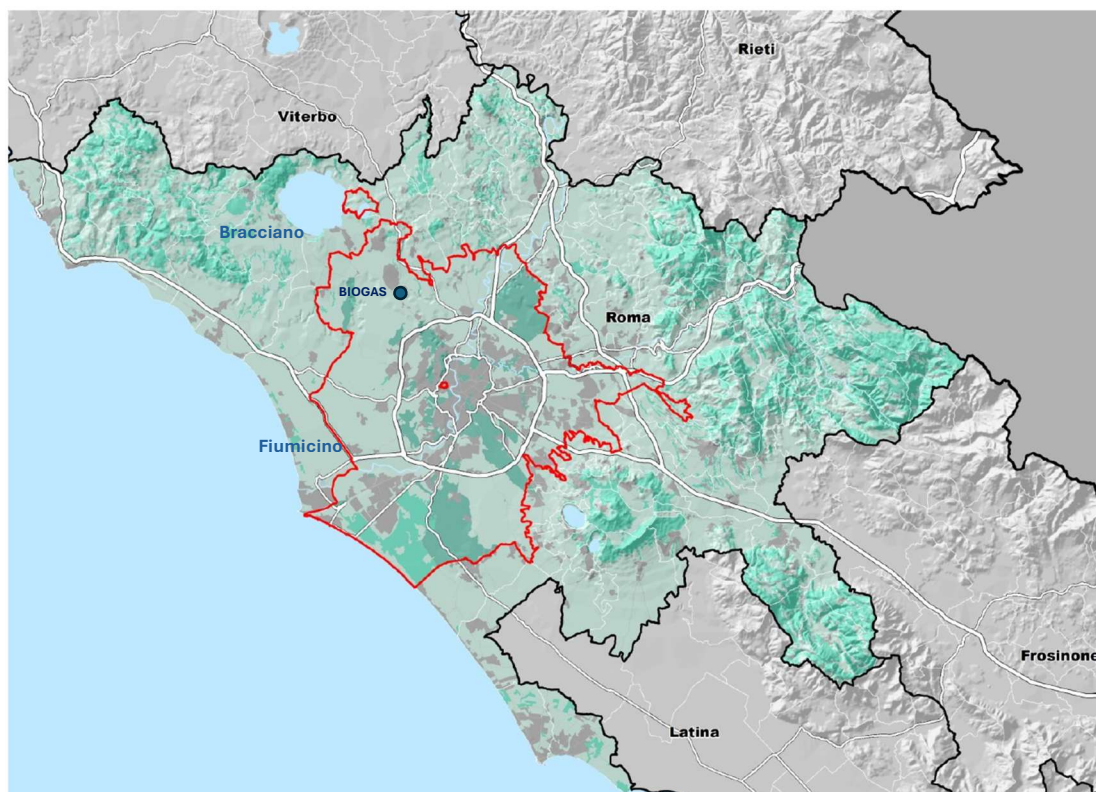 Rieti
Viterbo
Bracciano
BIOGAS
Roma
Fiumicino
Frosinone
Latina